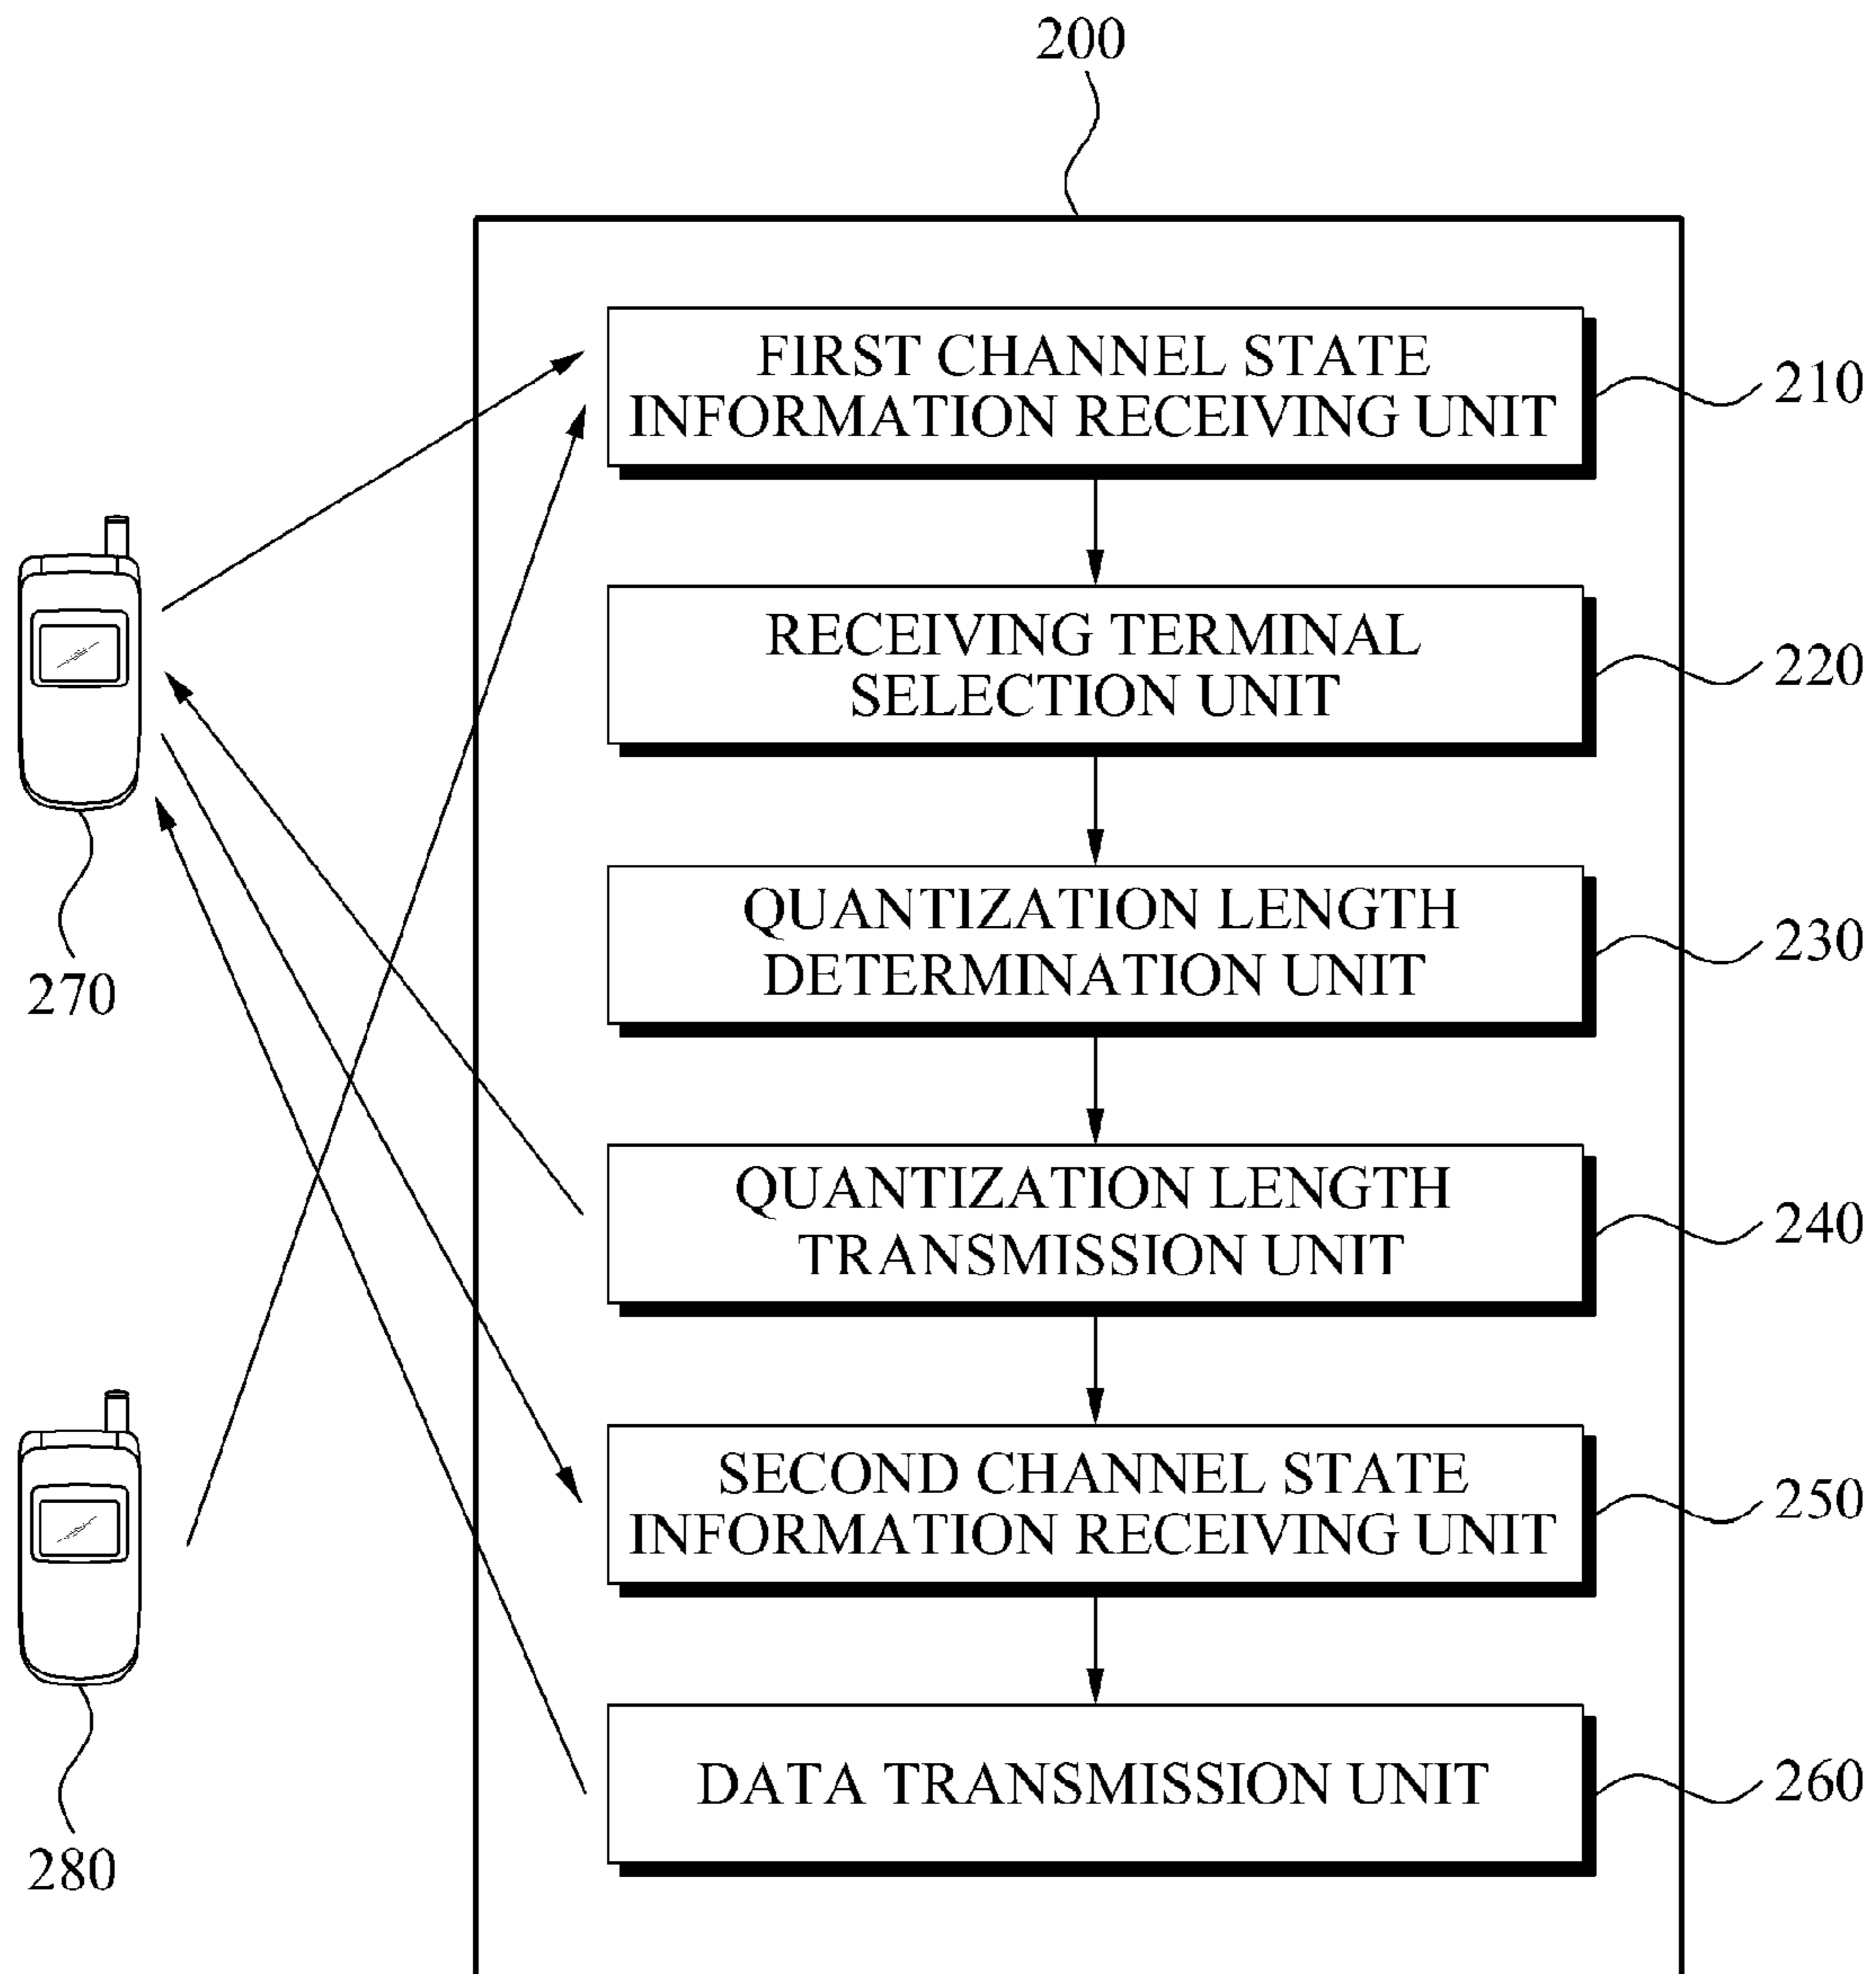 200
FIRST CHANNEL STATE
INFORMATION RECEIVING UNIT
210
RECEIVING TERMINAL
SELECTION UNIT
220
QUANTIZATION LENGTH
DETERMINATION UNIT
230
270
QUANTIZATION LENGTH
TRANSMISSION UNIT
240
SECOND CHANNEL STATE
INFORMATION RECEIVING UNIT
250
DATA TRANSMISSION UNIT
260
280